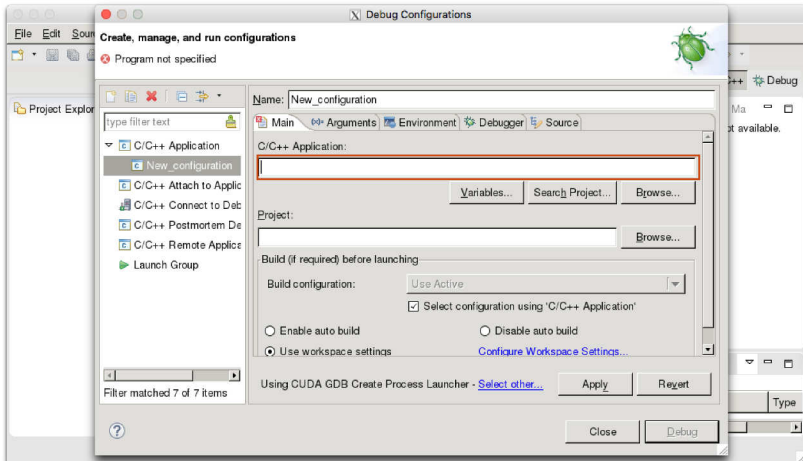 Debug Configurations
File Edit Sour
Create, manage, and run configurations
Program not specified
C++ Debug
Project Explor
type filter text
C/C++ Application
New_configuration
C/C++ Attach to Applic
C/C++ Connect to Deb
C/C++ Postmortem De
C/C++ Remote Applica
Launch Group
Filter matched 7 of 7 items
Name: New_configuration
Main Arguments Environment Debugger Source
C/C++ Application:
Variables... Search Project... Browse...
Project:
Browse...
Build (if required) before launching
Build configuration: Use Active
Select configuration using 'C/C++ Application'
Enable auto build Disable auto build
Use workspace settings Configure Workspace Settings...
Using CUDA GDB Create Process Launcher - Select other... Apply Revert
Close Debug
Ma
ot available.
Type